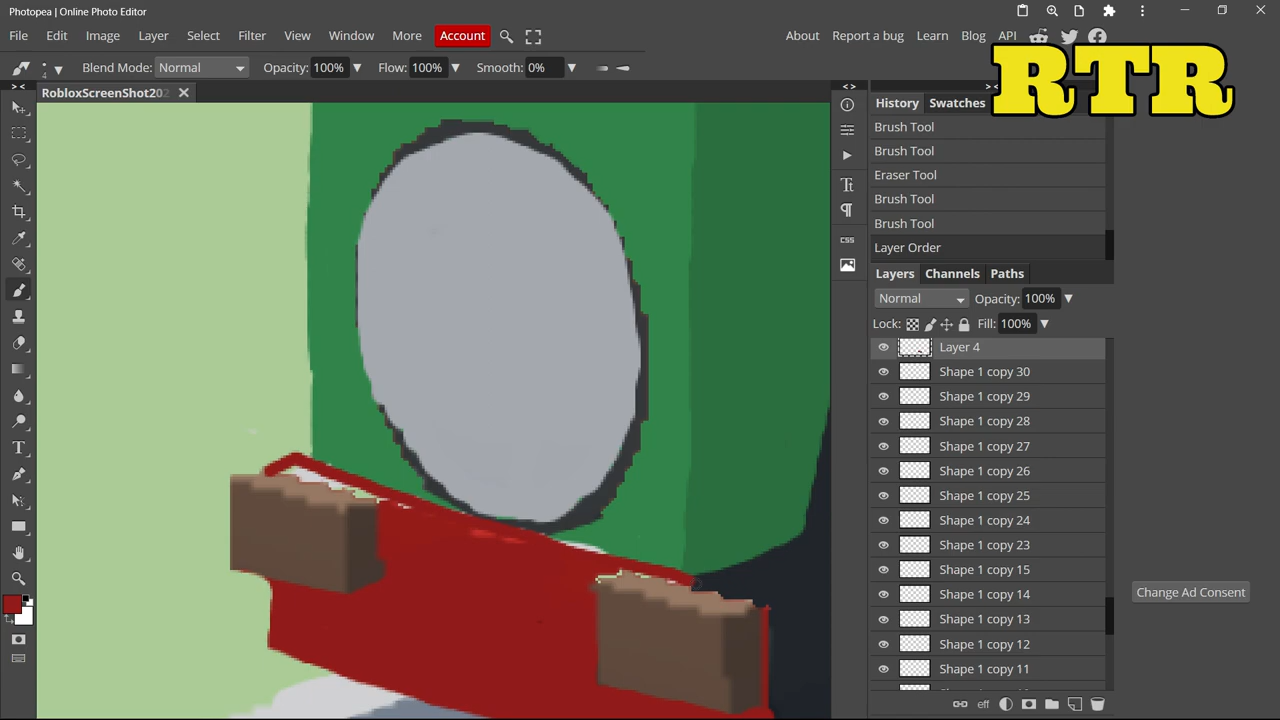 Photopea | Online Photo Editor
File Edit Image Layer Select Filter View Window More Account
About Report a bug Learn Blog API
RTR
4 Blend Mode: Normal Opacity: 100% Flow: 100% Smooth: 0%
RobloxScreenShot202
History Swatches
Brush Tool
Brush Tool
Eraser Tool
Brush Tool
Brush Tool
Layer Order
CSS
Layers Channels Paths
Normal Opacity: 100%
Lock: Fill: 100%
Layer 4
Shape 1 copy 30
Shape 1 copy 29
Shape 1 copy 28
Shape 1 copy 27
Shape 1 copy 26
Shape 1 copy 25
Shape 1 copy 24
Shape 1 copy 23
Shape 1 copy 15
Shape 1 copy 14
Shape 1 copy 13
Shape 1 copy 12
Shape 1 copy 11
Change Ad Consent
eff